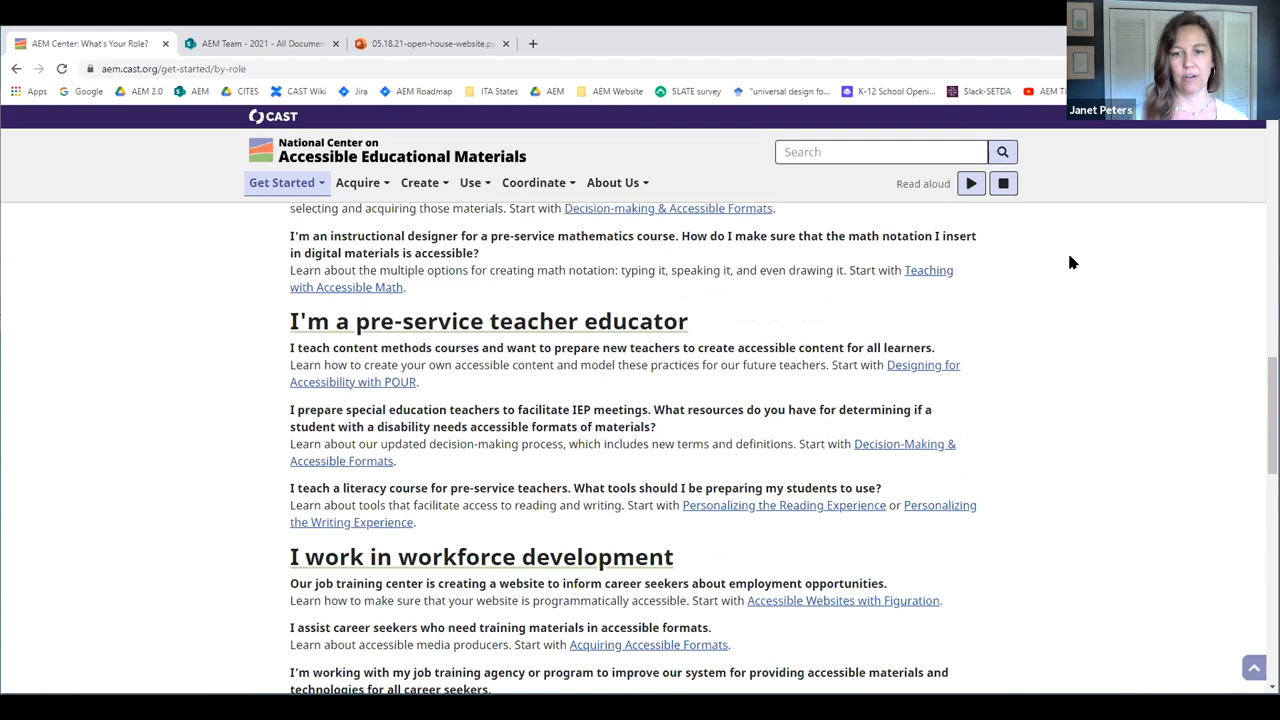 AEM Center: What's Your Role?
AEM Team - 2021 - All Documen
05.18.21-open-house-website.pp
aem.cast.org/get-started/by-role
Apps
Google
AEM 2.0
CITES
AEM
CAST Wiki
Jira
AEM Roadmap
ITA States
AEM
AEM Website
SLATE survey
"universal design fo...
K-12 School Openi...
Slack-SETDA
AEM Ti
Janet Peters
CAST
National Center on
Accessible Educational Materials
Search
Get Started
Acquire
Create
Use
Coordinate
About Us
Read aloud
selecting and acquiring those materials. Start with Decision-making & Accessible Formats.
I'm an instructional designer for a pre-service mathematics course. How do I make sure that the math notation I insert
in digital materials is accessible?
Learn about the multiple options for creating math notation: typing it, speaking it, and even drawing it. Start with Teaching
with Accessible Math.
I'm a pre-service teacher educator
I teach content methods courses and want to prepare new teachers to create accessible content for all learners.
Learn how to create your own accessible content and model these practices for our future teachers. Start with Designing for
Accessibility with POUR.
I prepare special education teachers to facilitate IEP meetings. What resources do you have for determining if a
student with a disability needs accessible formats of materials?
Learn about our updated decision-making process, which includes new terms and definitions. Start with Decision-Making &
Accessible Formats.
I teach a literacy course for pre-service teachers. What tools should I be preparing my students to use?
Learn about tools that facilitate access to reading and writing. Start with Personalizing the Reading Experience or Personalizing
the Writing Experience.
I work in workforce development
Our job training center is creating a website to inform career seekers about employment opportunities.
Learn how to make sure that your website is programmatically accessible. Start with Accessible Websites with Figuration.
I assist career seekers who need training materials in accessible formats.
Learn about accessible media producers. Start with Acquiring Accessible Formats.
I'm working with my job training agency or program to improve our system for providing accessible materials and
technologies for all career seekers.